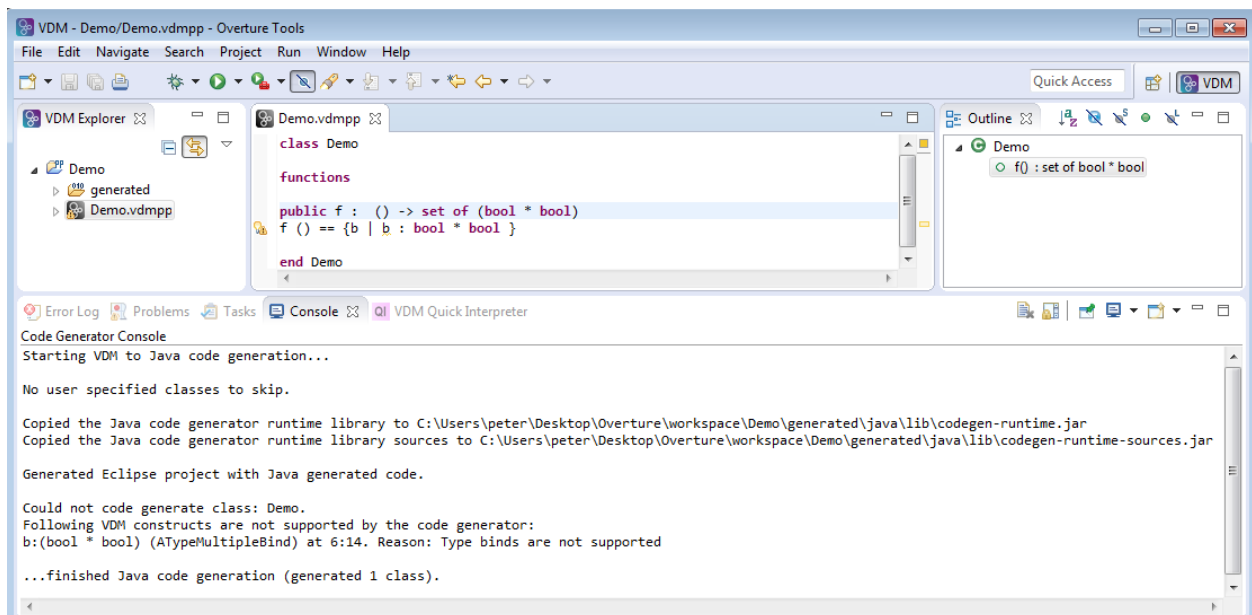 VDM - Demo/Demo.vdmpp - Overture Tools
File Edit Navigate Search Project Run Window Help
Quick Access
VDM
VDM Explorer
Demo
generated
Demo.vdmpp
Demo.vdmpp
class Demo
functions
public f : () -> set of (bool * bool)
f () == {b | b : bool * bool }
end Demo
Outline
Demo
f() : set of bool * bool
Error Log Problems Tasks Console QI VDM Quick Interpreter
Code Generator Console
Starting VDM to Java code generation...
No user specified classes to skip.
Copied the Java code generator runtime library to C:\Users\peter\Desktop\Overture\workspace\Demo\generated\java\lib\codegen-runtime.jar
Copied the Java code generator runtime library sources to C:\Users\peter\Desktop\Overture\workspace\Demo\generated\java\lib\codegen-runtime-sources.jar
Generated Eclipse project with Java generated code.
Could not code generate class: Demo.
Following VDM constructs are not supported by the code generator:
b:(bool * bool) (ATypeMultipleBind) at 6:14. Reason: Type binds are not supported
...finished Java code generation (generated 1 class).